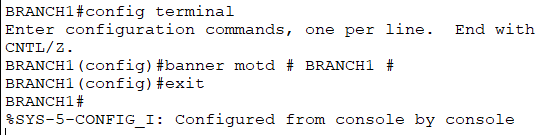 BRANCH1#config terminal
Enter configuration commands, one per line.  End with
CNTL/Z.
BRANCH1(config)#banner motd # BRANCH1 #
BRANCH1(config)#exit
BRANCH1#
%SYS-5-CONFIG_I: Configured from console by console